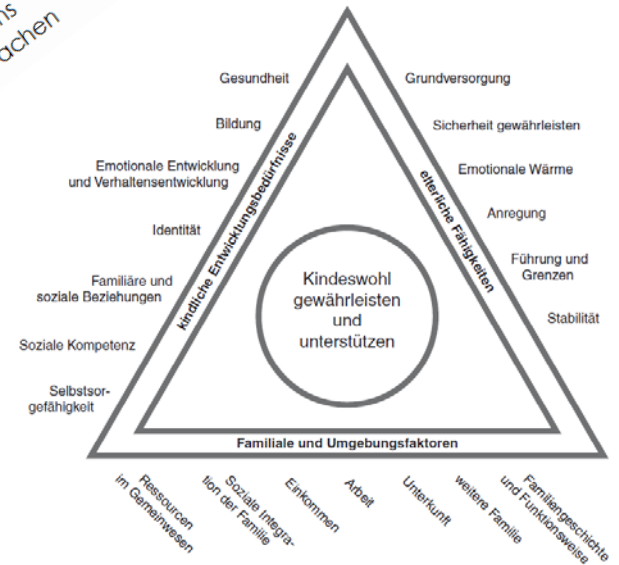 Gesundheit
Bildung
Emotionale Entwicklung
und Verhaltensentwicklung
Identität
Familiäre und
soziale Beziehungen
Soziale Kompetenz
Selbstsor-
gefähigkeit
kindliche Entwicklungsbedürfnisse
Kindeswohl
gewährleisten
und
unterstützen
elterliche Fähigkeiten
Grundversorgung
Sicherheit gewährleisten
Emotionale Wärme
Anregung
Führung und
Grenzen
Stabilität
Familiale und Umgebungsfaktoren
Ressourcen
im Gemeinwesen
Soziale Integra-
tion der Familie
Einkommen
Arbeit
Unterkunft
weitere Familie
Familiengeschichte
und Funktionsweise